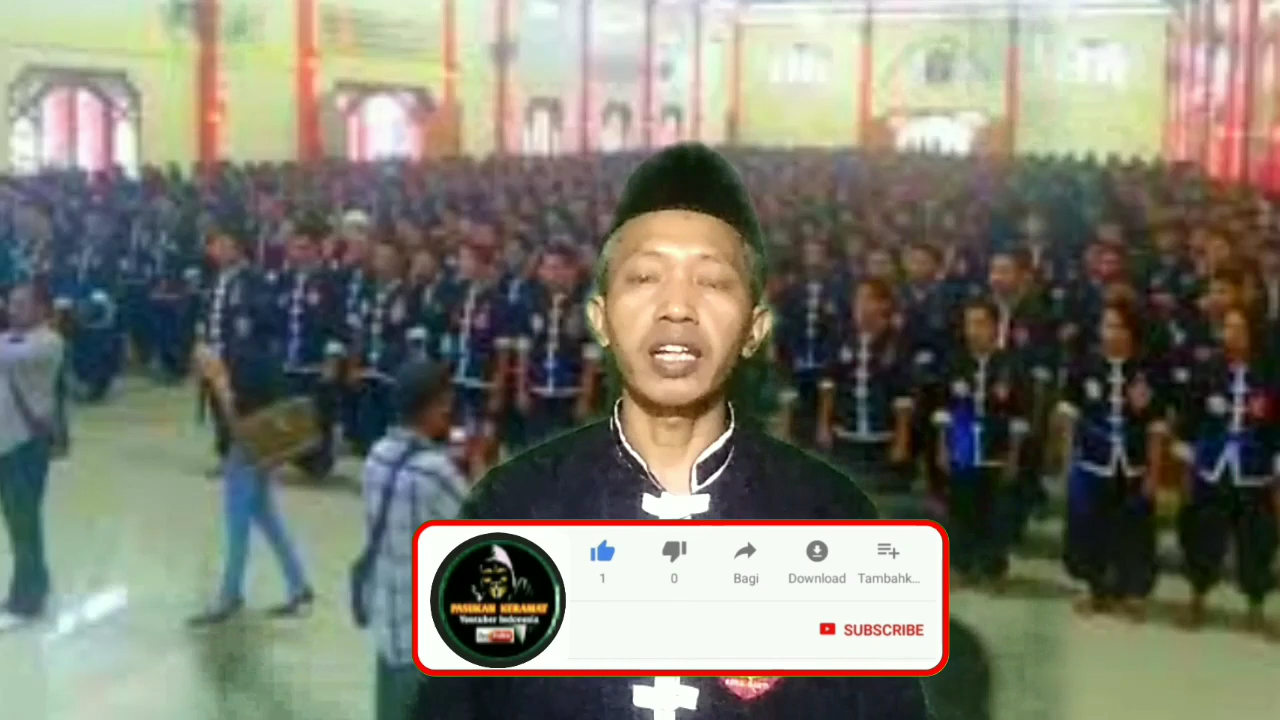 PASUKAN KERAMAT
Youtuber Indonesia
1
0
Bagi
Download
Tambahk...
SUBSCRIBE